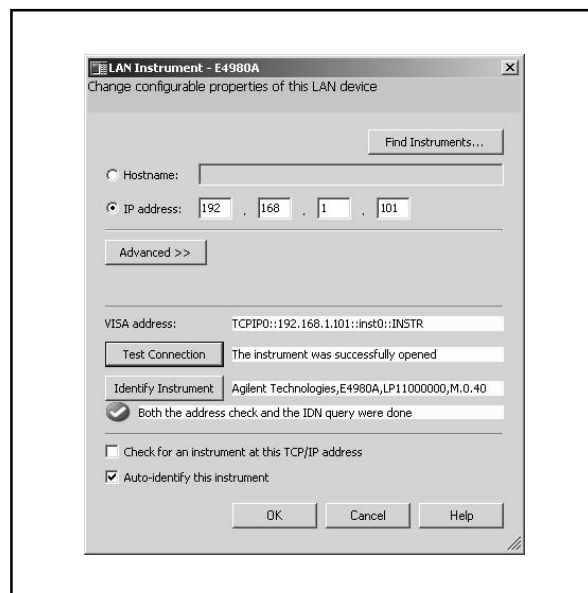 LAN Instrument - E4980A
Change configurable properties of this LAN device
Find Instruments...
Hostname:
IP address: 192 . 168 . 1 . 101
Advanced >>
VISA address: TCPIP0::192.168.1.101::inst0::INSTR
Test Connection The instrument was successfully opened
Identify Instrument Agilent Technologies,E4980A,LP11000000,M.0.40
Both the address check and the IDN query were done
Check for an instrument at this TCP/IP address
Auto-identify this instrument
OK Cancel Help